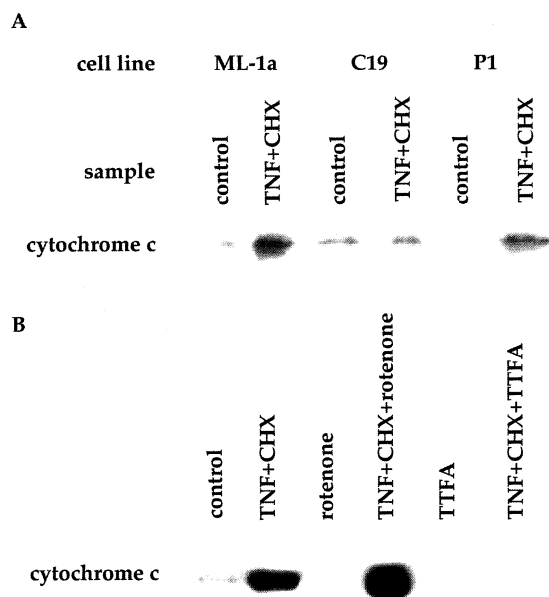 A
cell line ML-1a C19 P1
sample control TNF+CHX control TNF+CHX control TNF+CHX
cytochrome c
B
control TNF+CHX rotenone TNF+CHX+rotenone TTFA TNF+CHX+TTFA
cytochrome c